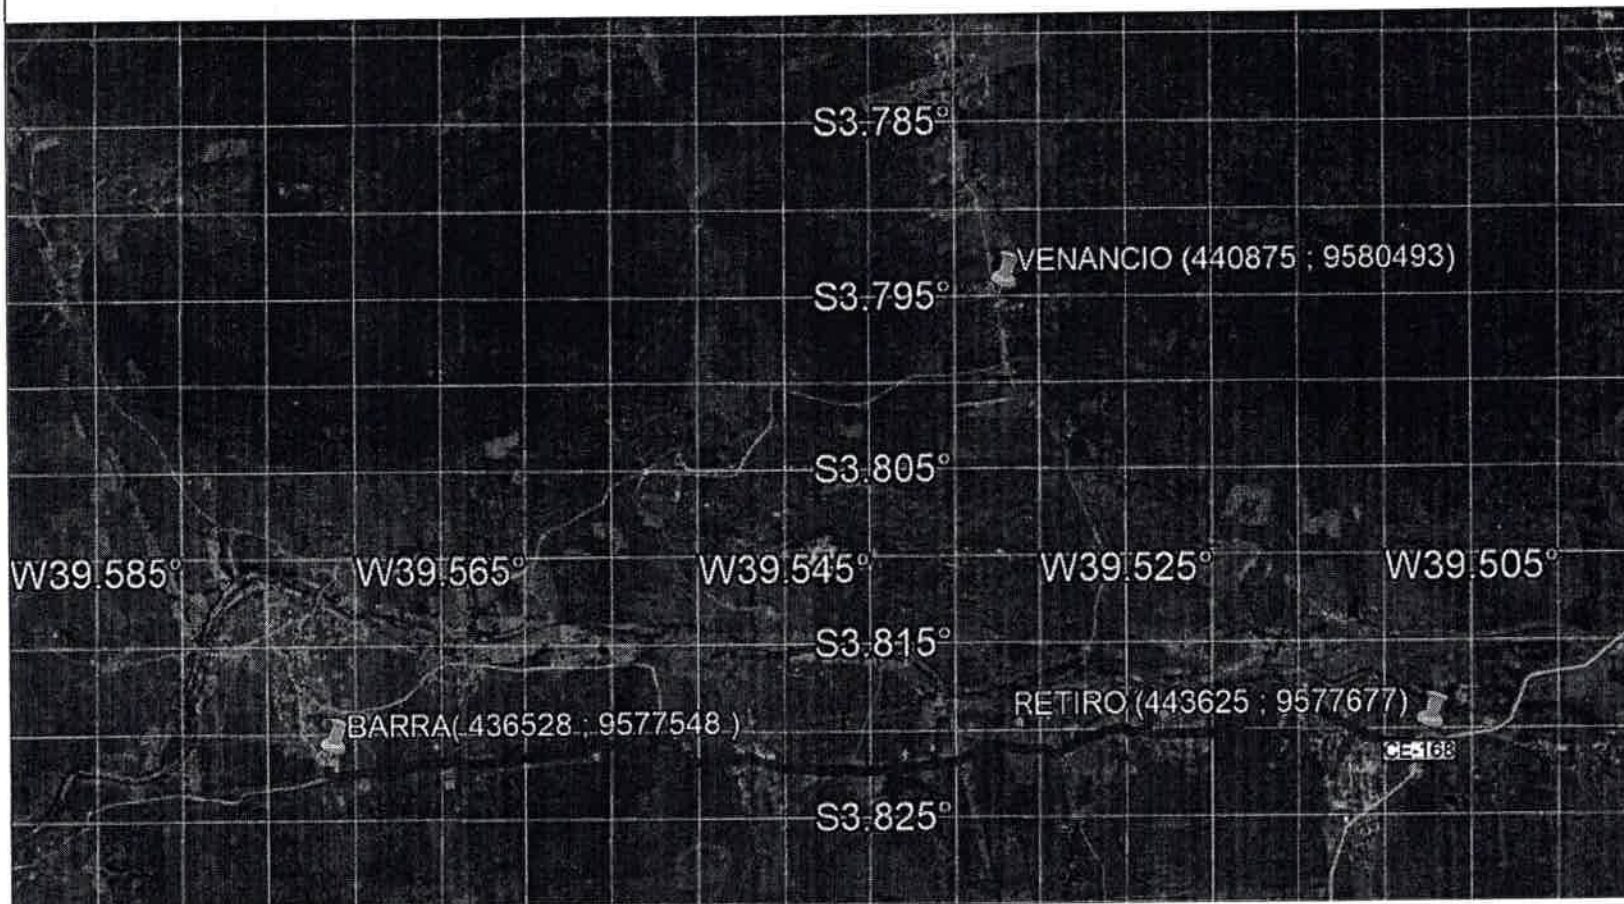 S3.785°
VENANCIO (440875 ; 9580493)
S3.795°
S3.805°
W39.585° W39.565° W39.545° W39.525° W39.505°
S3.815°
RETIRO (443625 ; 9577677)
BARRA( 436528 ; 9577548 )
CE-168
S3.825°